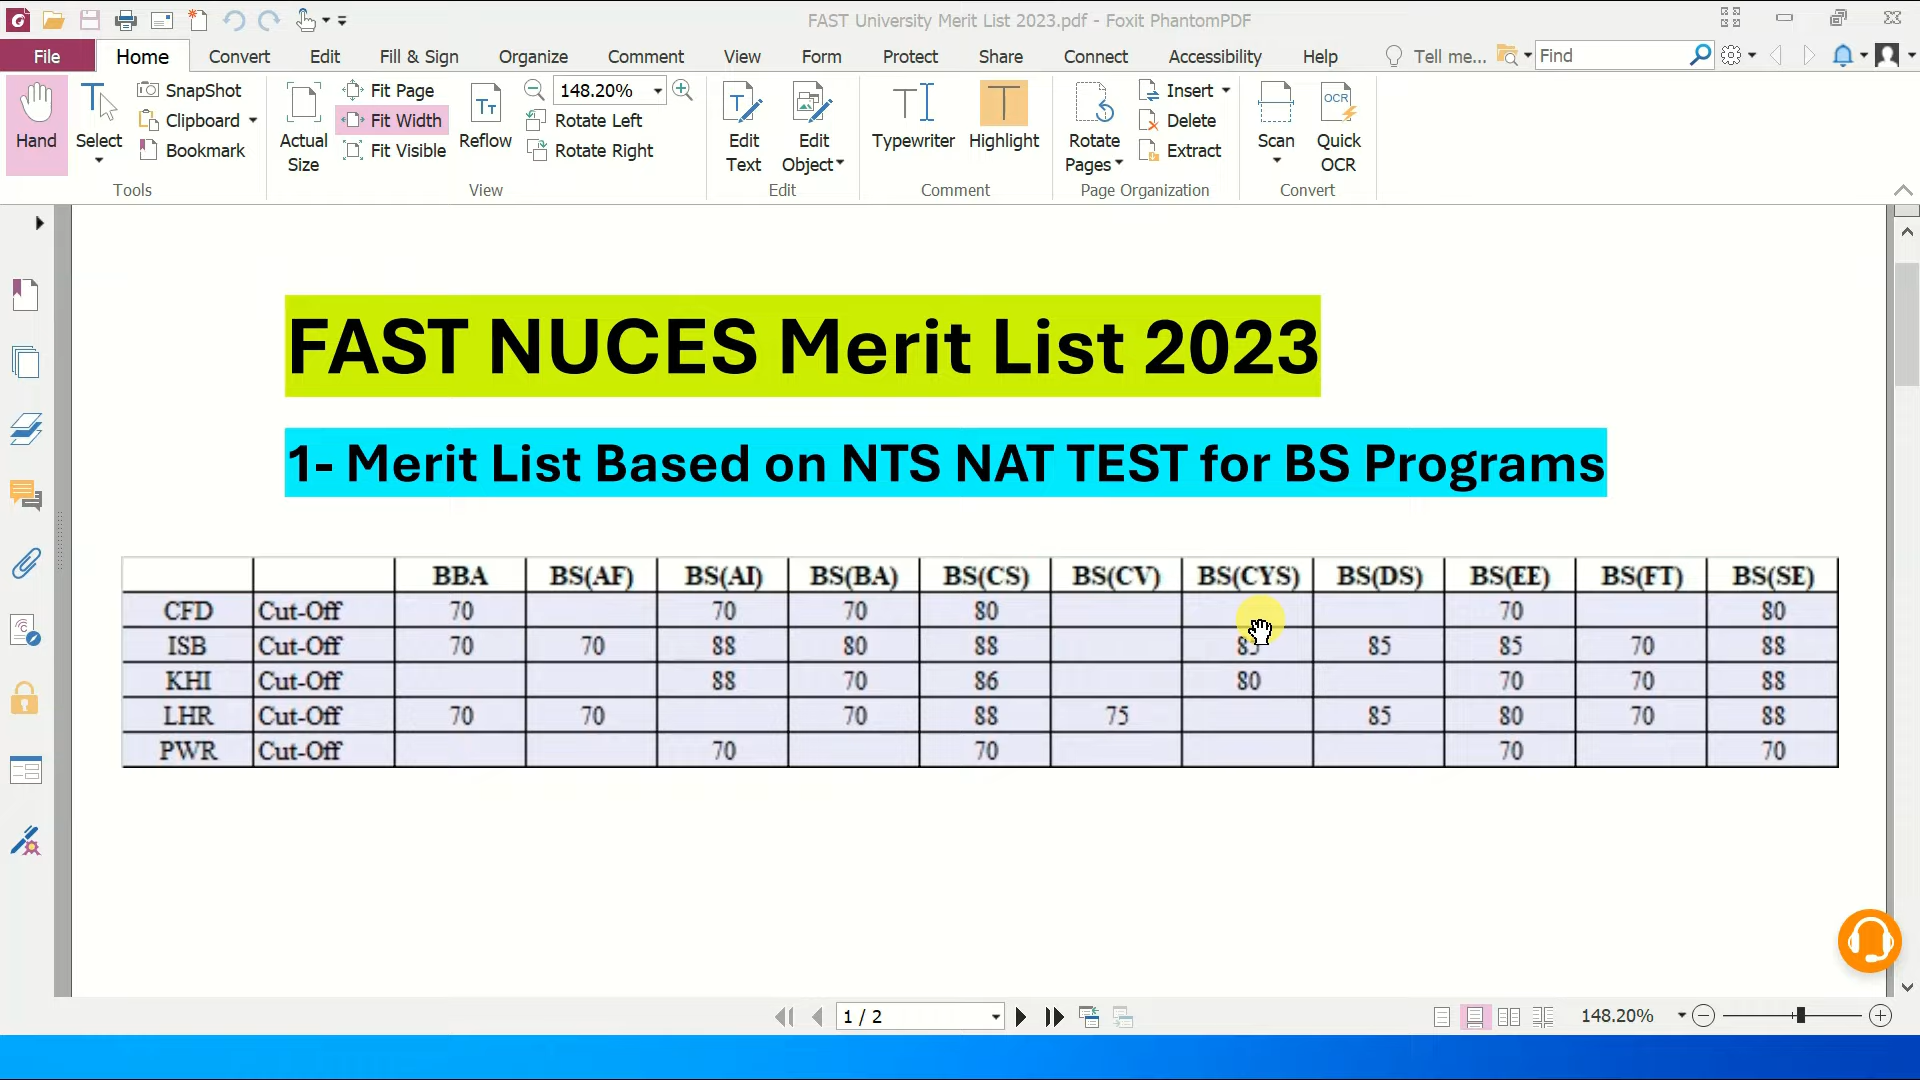 FAST University Merit List 2023.pdf - Foxit PhantomPDF
File Home Convert Edit Fill & Sign Organize Comment View Form Protect Share Connect Accessibility Help Tell me... Find
Hand Select SnapShot Clipboard Bookmark
Actual Size Fit Page Fit Width Fit Visible Reflow 148.20% Rotate Left Rotate Right
Edit Text Edit Object Typewriter Highlight
Rotate Pages Insert Delete Extract
Scan Quick OCR
Tools View Edit Comment Page Organization Convert
FAST NUCES Merit List 2023
1- Merit List Based on NTS NAT TEST for BS Programs
BBA BS(AF) BS(AI) BS(BA) BS(CS) BS(CV) BS(CYS) BS(DS) BS(EE) BS(FT) BS(SE)
CFD Cut-Off 70 70 70 80 70 80
ISB Cut-Off 70 70 88 80 88 85 85 85 70 88
KHI Cut-Off 88 70 86 80 70 70 88
LHR Cut-Off 70 70 70 88 75 85 80 70 88
PWR Cut-Off 70 70 70 70
1 / 2 148.20%